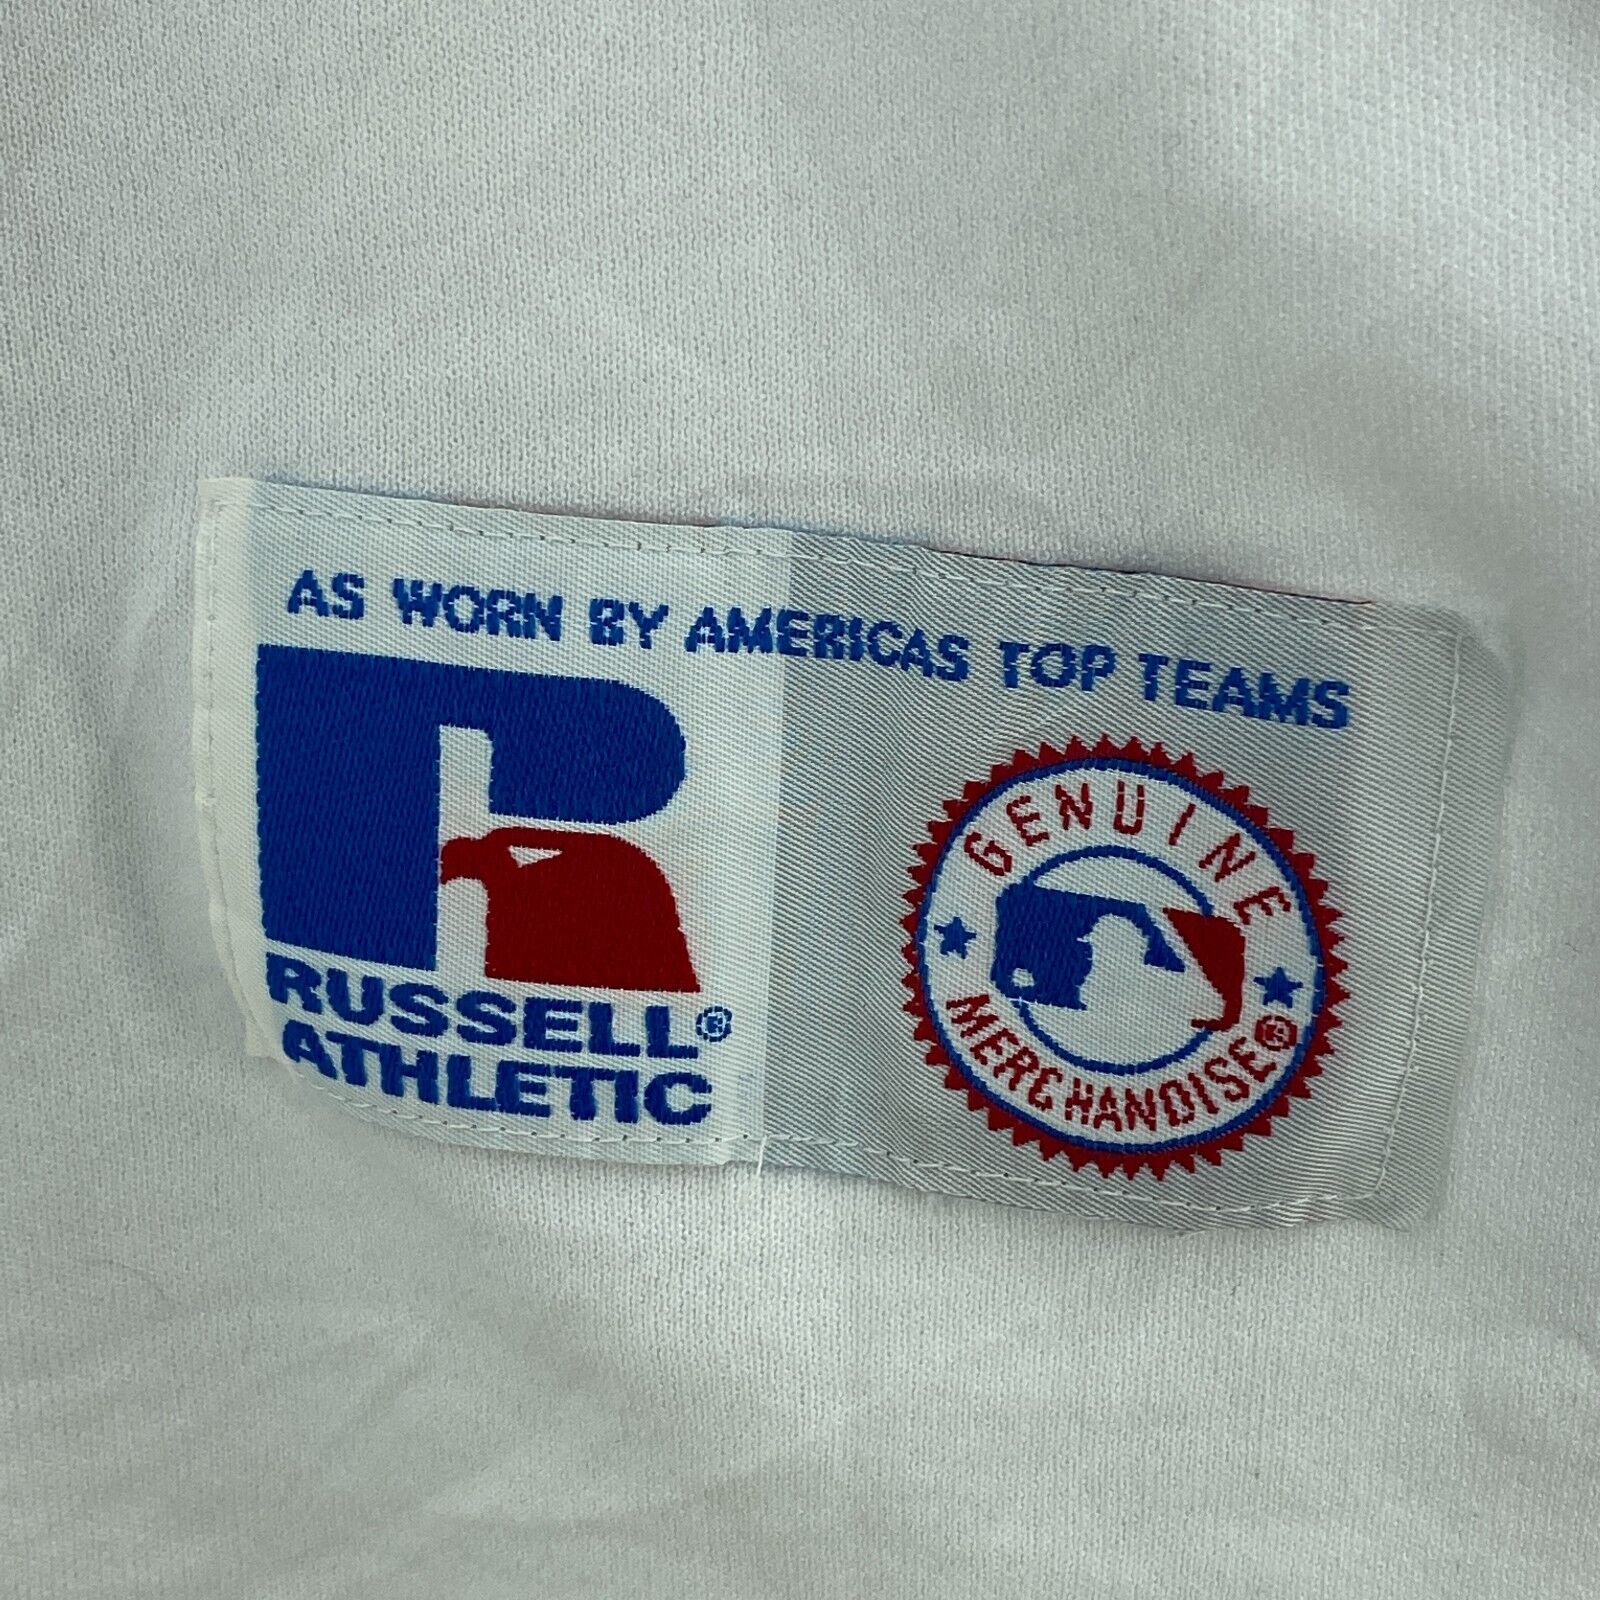 AS WORN BY AMERICAS TOP TEAMS
RUSSELL®
ATHLETIC
GENUINE
MERCHANDISE®